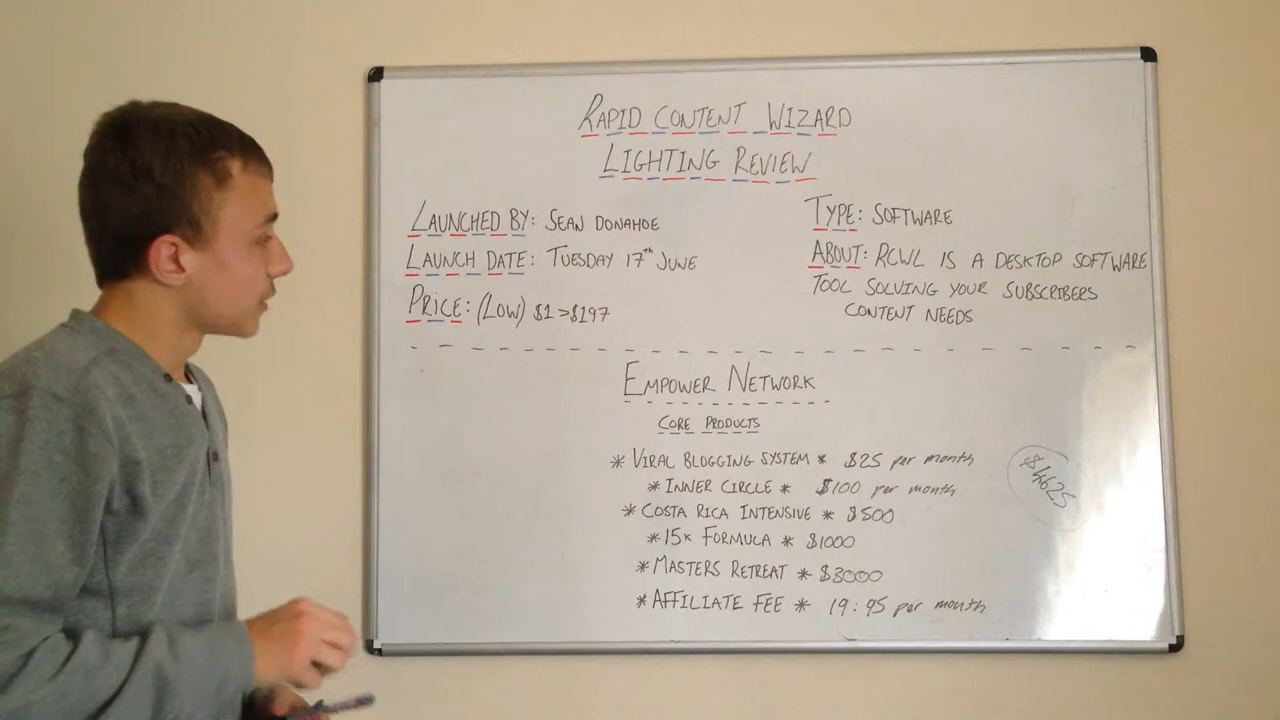 RAPID CONTENT WIZARD
LIGHTING REVIEW
LAUNCHED BY: SEAN DONAHOE
LAUNCH DATE: TUESDAY 17th JUNE
PRICE: (LOW) $1 > $197
TYPE: SOFTWARE
ABOUT: RCWL IS A DESKTOP SOFTWARE
TOOL SOLVING YOUR SUBSCRIBERS
CONTENT NEEDS
EMPOWER NETWORK
CORE PRODUCTS
* VIRAL BLOGGING SYSTEM * $25 per month
* INNER CIRCLE * $100 per month
* COSTA RICA INTENSIVE * $500
* 15K FORMULA * $1000
* MASTERS RETREAT * $3000
* AFFILIATE FEE * 19:95 per month
$4625